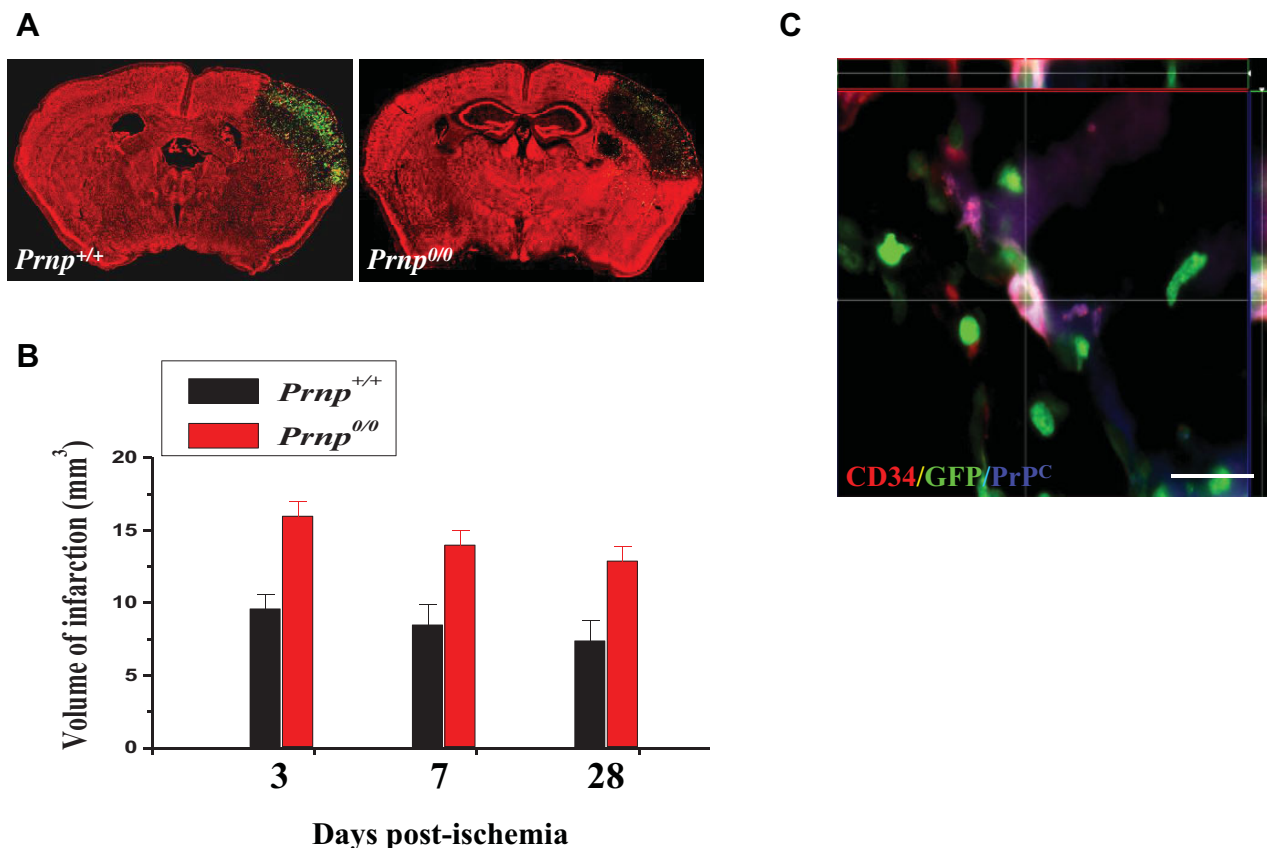 A
Prnp+/+
Prnp0/0
B
Prnp+/+
Prnp0/0
Volume of infarction (mm3)
20
15
10
5
0
3 7 28
Days post-ischemia
C
CD34/GFP/PrPC